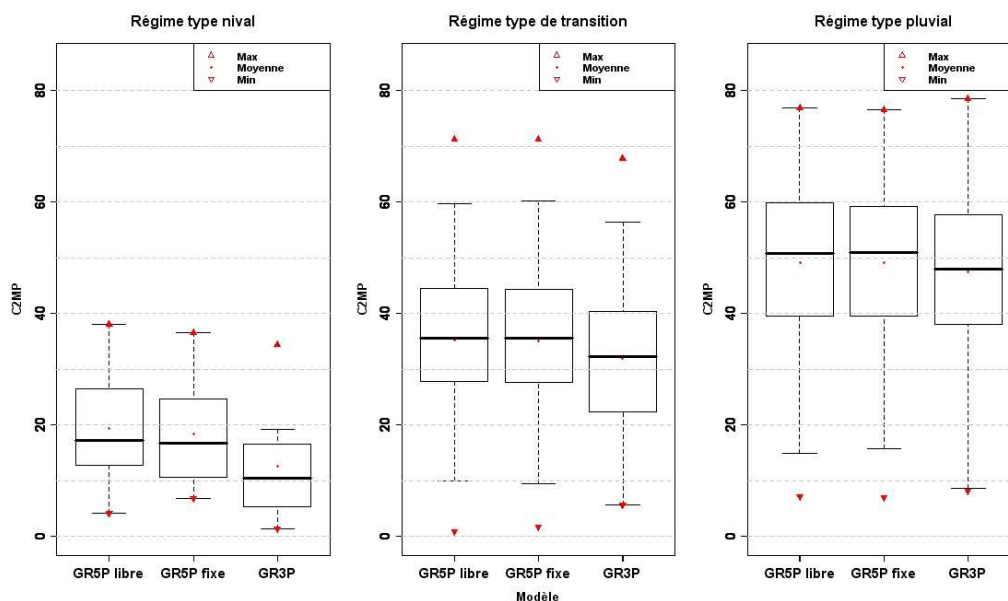 Régime type nival
Régime type de transition
Régime type pluvial
Max
Moyenne
Min
Max
Moyenne
Min
Max
Moyenne
Min
C2MP
80
60
40
20
0
C2MP
80
60
40
20
0
C2MP
80
60
40
20
0
GR5P libre GR5P fixe GR3P
GR5P libre GR5P fixe GR3P
GR5P libre GR5P fixe GR3P
Modèle